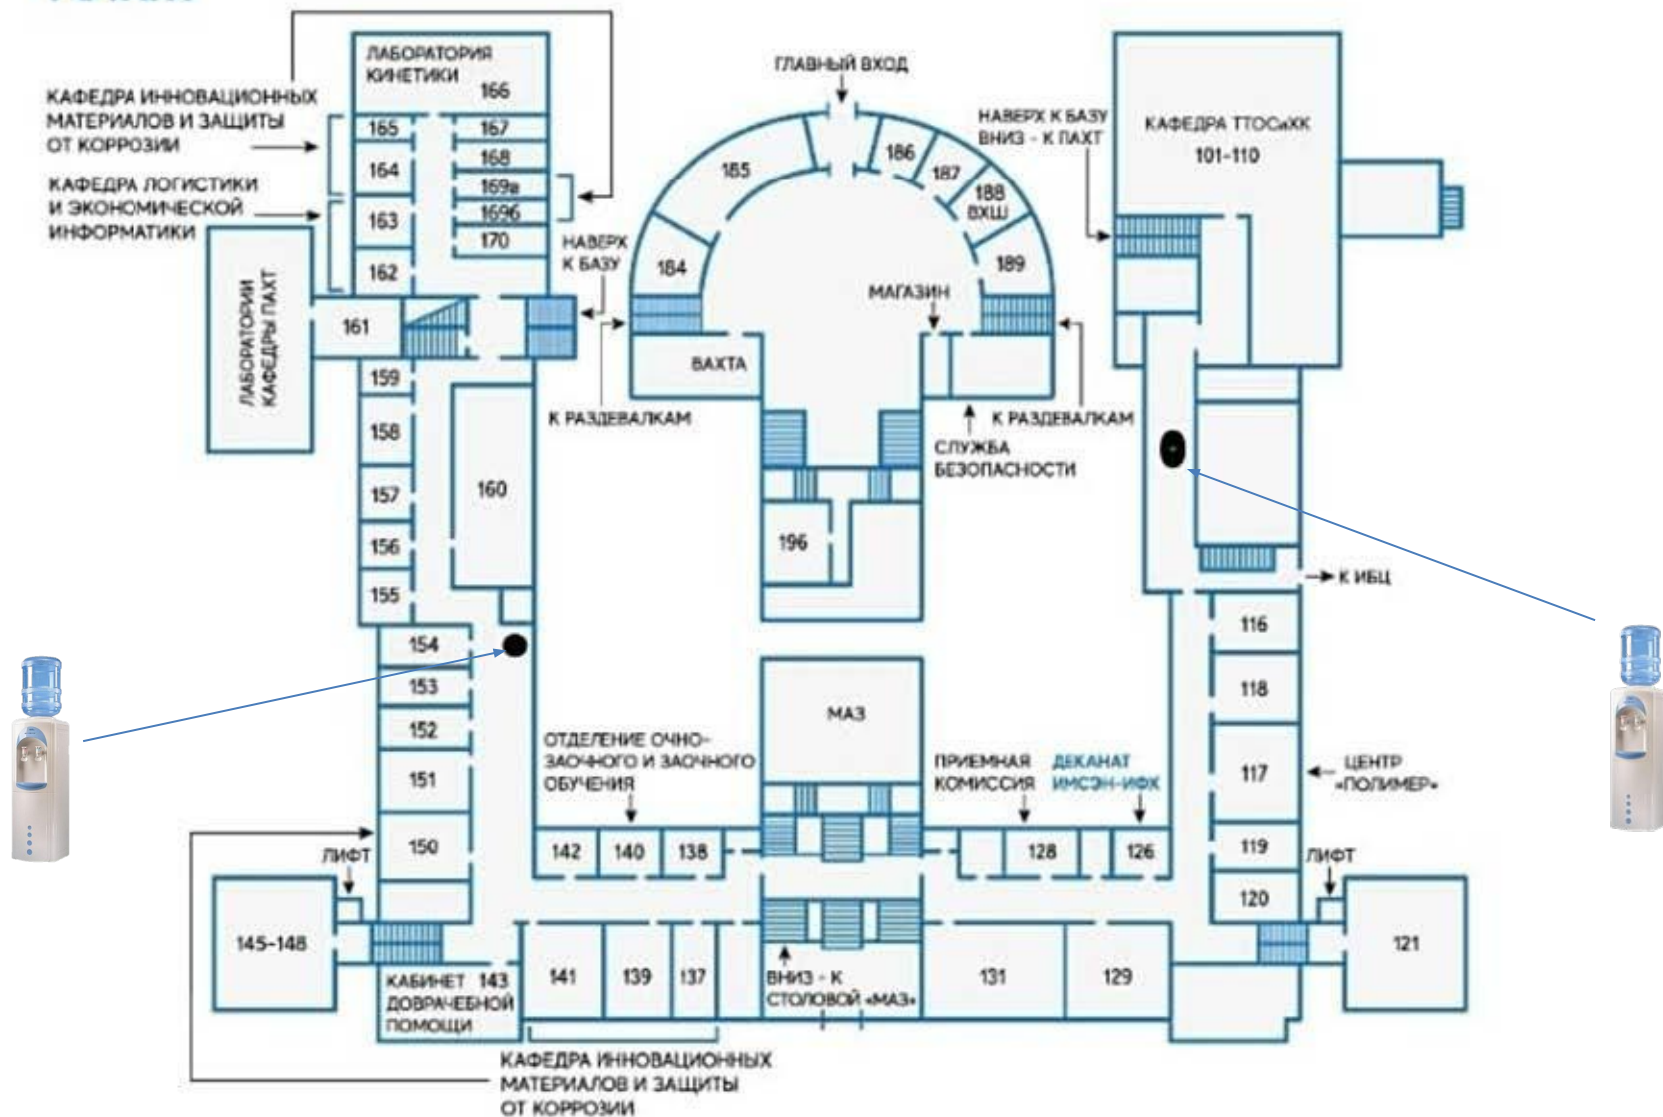 ЛАБОРАТОРИЯ
КИНЕТИКИ
166
КАФЕДРА ИННОВАЦИОННЫХ
МАТЕРИАЛОВ И ЗАЩИТЫ
ОТ КОРРОЗИИ
165
167
164
168
169а
169б
КАФЕДРА ЛОГИСТИКИ
И ЭКОНОМИЧЕСКОЙ
ИНФОРМАТИКИ
163
170
162
НАВЕРХ
К БАЗУ
161
ЛАБОРАТОРИИ
КАФЕДРЫ ПАХТ
159
158
157
160
156
155
154
153
152
151
150
ЛИФТ
145-148
КАБИНЕТ 143
ДОВРАЧЕБНОЙ
ПОМОЩИ
ГЛАВНЫЙ ВХОД
185
186
187
188
ВХШ
184
189
МАГАЗИН
ВАХТА
К РАЗДЕВАЛКАМ
К РАЗДЕВАЛКАМ
СЛУЖБА
БЕЗОПАСНОСТИ
196
МАЗ
НАВЕРХ К БАЗУ
ВНИЗ - К ПАХТ
КАФЕДРА ТТОСиХК
101-110
К ИБЦ
116
118
117
ЦЕНТР
«ПОЛИМЕР»
119
120
ЛИФТ
121
ОТДЕЛЕНИЕ ОЧНО-
ЗАОЧНОГО И ЗАОЧНОГО
ОБУЧЕНИЯ
142
140
138
ПРИЕМНАЯ
КОМИССИЯ
ДЕКАНАТ
ИМСЭН-ИФХ
128
126
141
139
137
ВНИЗ - К
СТОЛОВОЙ «МАЗ»
131
129
КАФЕДРА ИННОВАЦИОННЫХ
МАТЕРИАЛОВ И ЗАЩИТЫ
ОТ КОРРОЗИИ